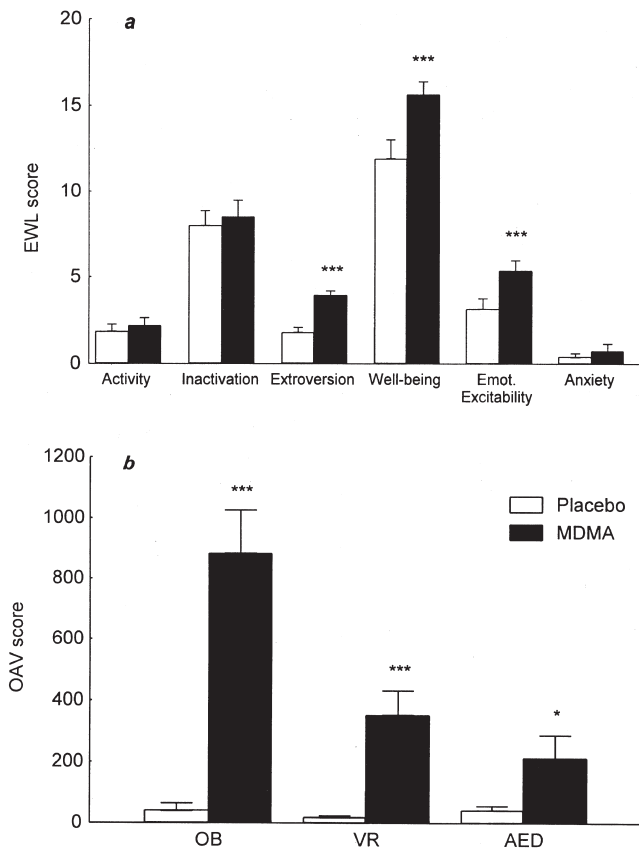 a
20
15
10
5
0
EWL score
***
***
***
Activity Inactivation Extroversion Well-being Emot. Excitability Anxiety
b
1200
1000
800
600
400
200
0
OAV score
***
***
*
Placebo
MDMA
OB VR AED